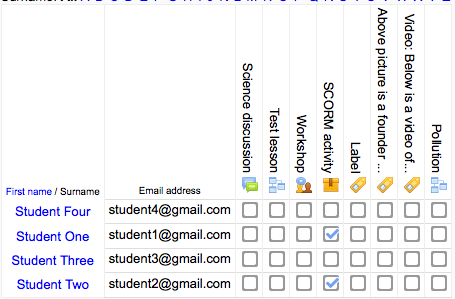 Science discussion
Test lesson
Workshop
SCORM activity
Label
Above picture is a founder ...
Video: Below is a video of...
Pollution
First name / Surname
Email address
Student Four student4@gmail.com
Student One student1@gmail.com
Student Three student3@gmail.com
Student Two student2@gmail.com